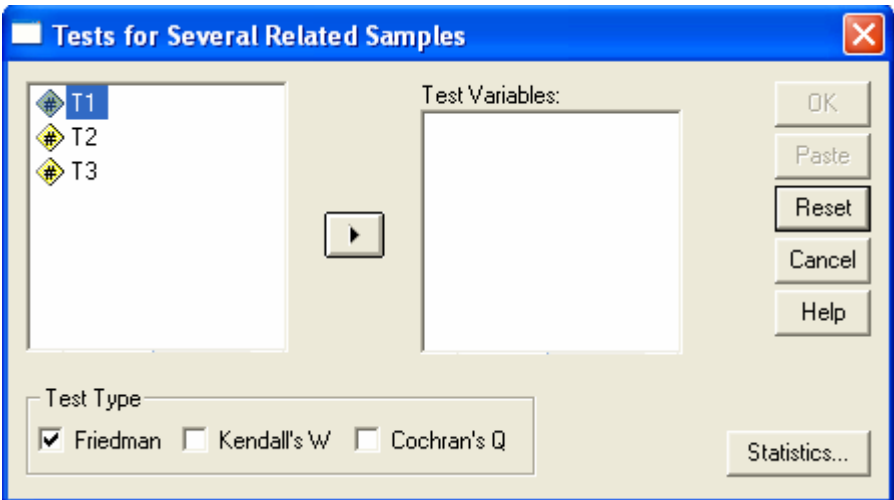 Tests for Several Related Samples
T1
T2
T3
Test Variables:
OK
Paste
Reset
Cancel
Help
Test Type
Friedman Kendall's W Cochran's Q
Statistics...